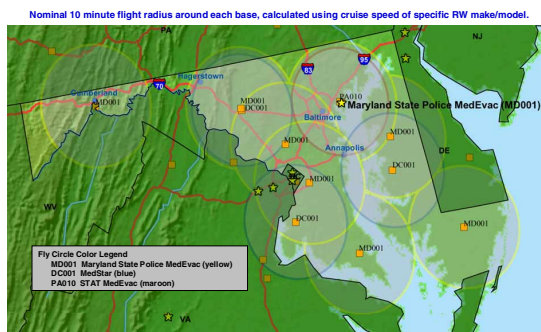 Nominal 10 minute flight radius around each base, calculated using cruise speed of specific RW make/model.
PA
NJ
95
83
Hagerstown
Cumberland
70
MD001
MD001
DC001
PA010
Maryland State Police MedEvac (MD001)
Baltimore
MD001
MD001
Annapolis
DE
DC001
DC
MD001
WV
DC001
MD001
MD001
Fly Circle Color Legend
MD001 Maryland State Police MedEvac (yellow)
DC001 MedStar (blue)
PA010 STAT MedEvac (maroon)
VA